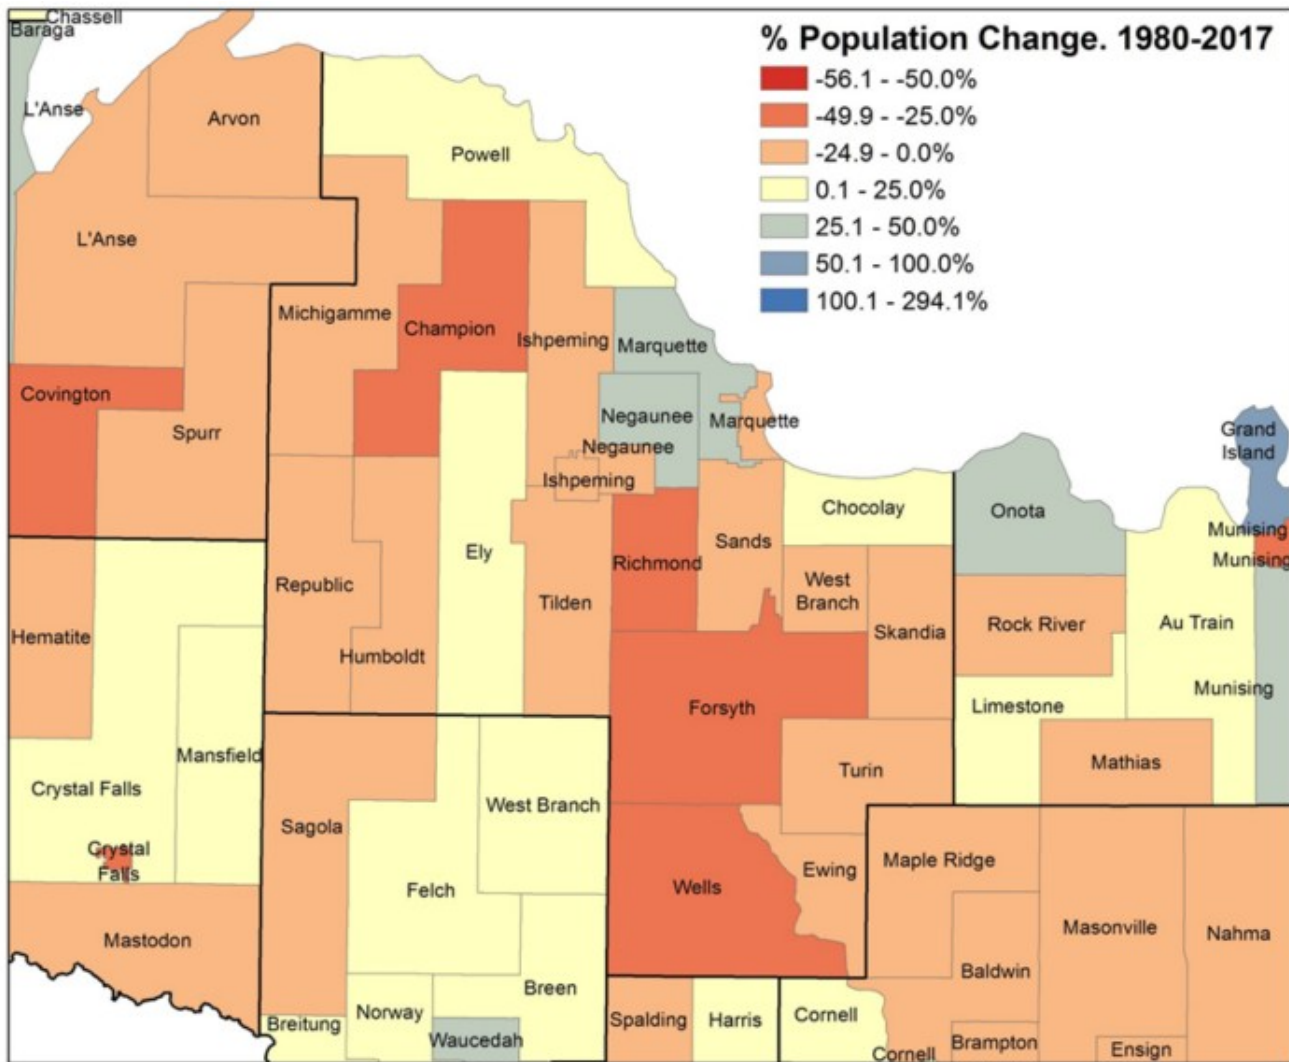 Chassell
Baraga
% Population Change. 1980-2017
-56.1 - -50.0%
-49.9 - -25.0%
-24.9 - 0.0%
0.1 - 25.0%
25.1 - 50.0%
50.1 - 100.0%
100.1 - 294.1%
L'Anse
Arvon
Powell
L'Anse
Michigamme
Champion
Ishpeming
Marquette
Covington
Spurr
Negaunee
Marquette
Negaunee
Ishpeming
Grand
Island
Chocolay
Onota
Munising
Munising
Ely
Richmond
Sands
West
Branch
Republic
Tilden
Skandia
Rock River
Au Train
Hematite
Humboldt
Forsyth
Limestone
Munising
Mansfield
Turin
Mathias
Crystal Falls
Sagola
West Branch
Crystal
Falls
Felch
Wells
Ewing
Maple Ridge
Masonville
Nahma
Mastodon
Baldwin
Breen
Breitung
Norway
Waucedah
Spalding
Harris
Cornell
Cornell
Brampton
Ensign